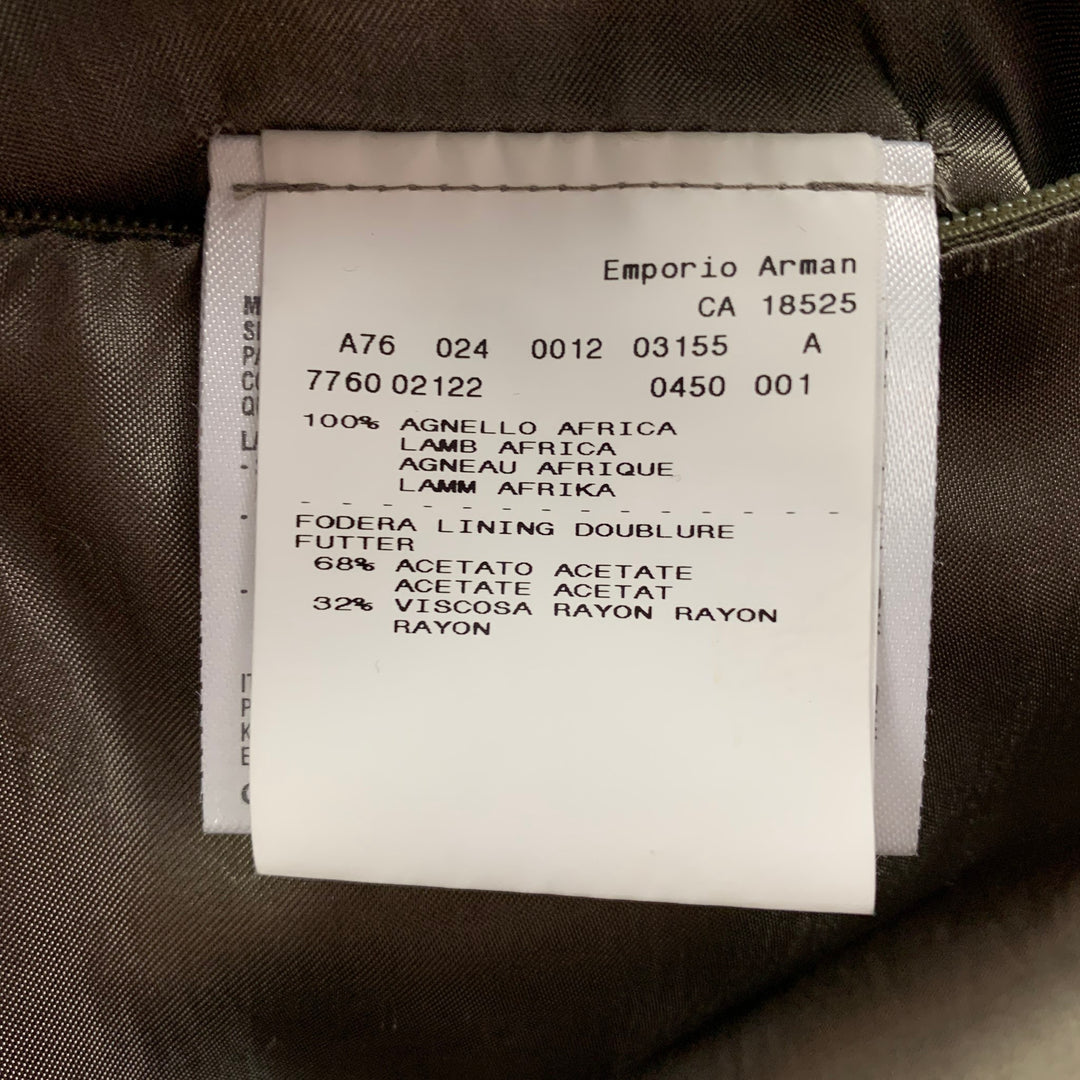 Emporio Arman
CA 18525
A76 024 0012 03155 A
7760 02122 0450 001
100% AGNELLO AFRICA
LAMB AFRICA
AGNEAU AFRIQUE
LAMM AFRIKA
FODERA LINING DOUBLURE
FUTTER
68% ACETATO ACETATE
ACETATE ACETAT
32% VISCOSA RAYON RAYON
RAYON